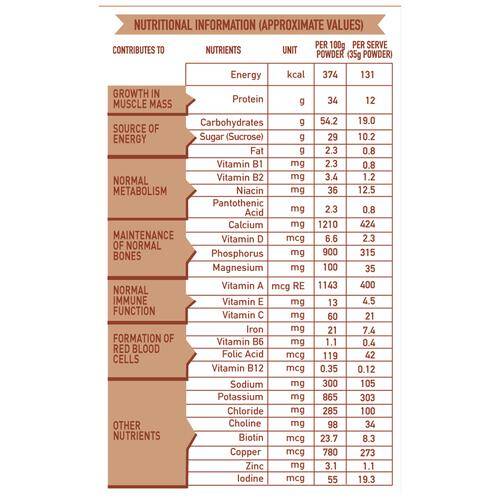 NUTRITIONAL INFORMATION (APPROXIMATE VALUES)
CONTRIBUTES TO NUTRIENTS UNIT PER 100g POWDER PER SERVE (35g POWDER)
Energy kcal 374 131
GROWTH IN MUSCLE MASS Protein g 34 12
SOURCE OF ENERGY Carbohydrates g 54.2 19.0
Sugar (Sucrose) g 29 10.2
Fat g 2.3 0.8
NORMAL METABOLISM Vitamin B1 mg 2.3 0.8
Vitamin B2 mg 3.4 1.2
Niacin mg 36 12.5
Pantothenic Acid mg 2.3 0.8
MAINTENANCE OF NORMAL BONES Calcium mg 1210 424
Vitamin D mcg 6.6 2.3
Phosphorus mg 900 315
Magnesium mg 100 35
NORMAL IMMUNE FUNCTION Vitamin A mcg RE 1143 400
Vitamin E mg 13 4.5
Vitamin C mg 60 21
FORMATION OF RED BLOOD CELLS Iron mg 21 7.4
Vitamin B6 mg 1.1 0.4
Folic Acid mcg 119 42
Vitamin B12 mcg 0.35 0.12
OTHER NUTRIENTS Sodium mg 300 105
Potassium mg 865 303
Chloride mg 285 100
Choline mg 98 34
Biotin mcg 23.7 8.3
Copper mcg 780 273
Zinc mg 3.1 1.1
Iodine mcg 55 19.3